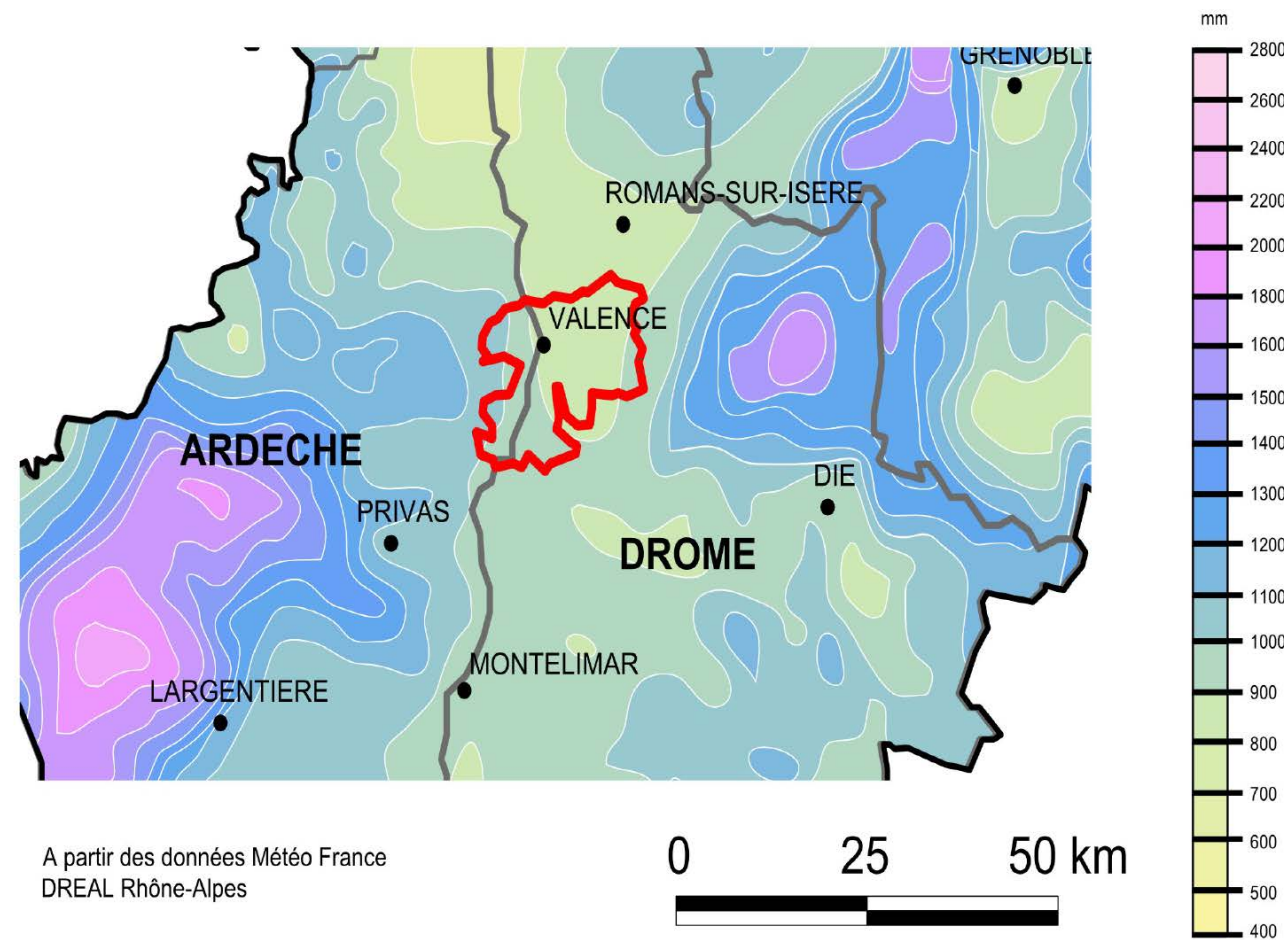 mm
GRENOBLE
ROMANS-SUR-ISERE
VALENCE
ARDECHE
DIE
PRIVAS
DROME
MONTELIMAR
LARGENTIERE
2800
2600
2400
2200
2000
1800
1600
1500
1400
1300
1200
1100
1000
900
800
700
600
500
400
A partir des données Météo France
DREAL Rhône-Alpes
0 25 50 km